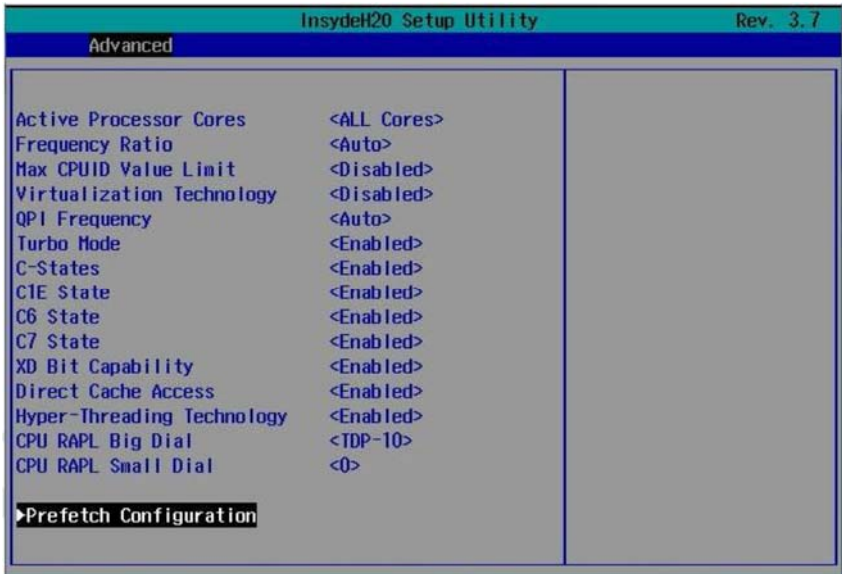 InsydeH20 Setup Utility Rev. 3.7
Advanced
Active Processor Cores <ALL Cores>
Frequency Ratio <Auto>
Max CPUID Value Limit <Disabled>
Virtualization Technology <Disabled>
QPI Frequency <Auto>
Turbo Mode <Enabled>
C-States <Enabled>
C1E State <Enabled>
C6 State <Enabled>
C7 State <Enabled>
XD Bit Capability <Enabled>
Direct Cache Access <Enabled>
Hyper-Threading Technology <Enabled>
CPU RAPL Big Dial <TDP-10>
CPU RAPL Small Dial <0>
▶Prefetch Configuration